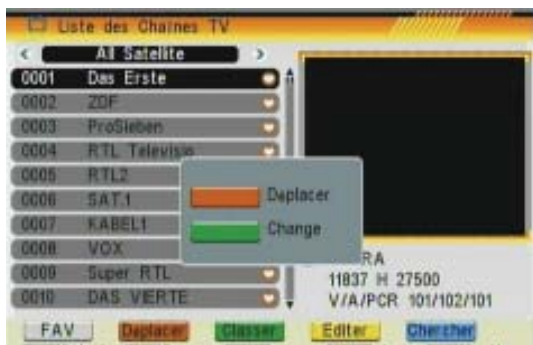 Liste des Chaines TV
< All Satellite >
0001 Das Erste
0002 ZDF
0003 ProSieben
0004 RTL Televisio
0005 RTL2
0006 SAT.1
0007 KABEL1
0008 VOX
0009 Super RTL
0010 DAS VIERTE
Deplacer
Change
RA
11837 H 27500
V/A/PCR 101/102/101
FAV Deplacer Classer Editer Chercher